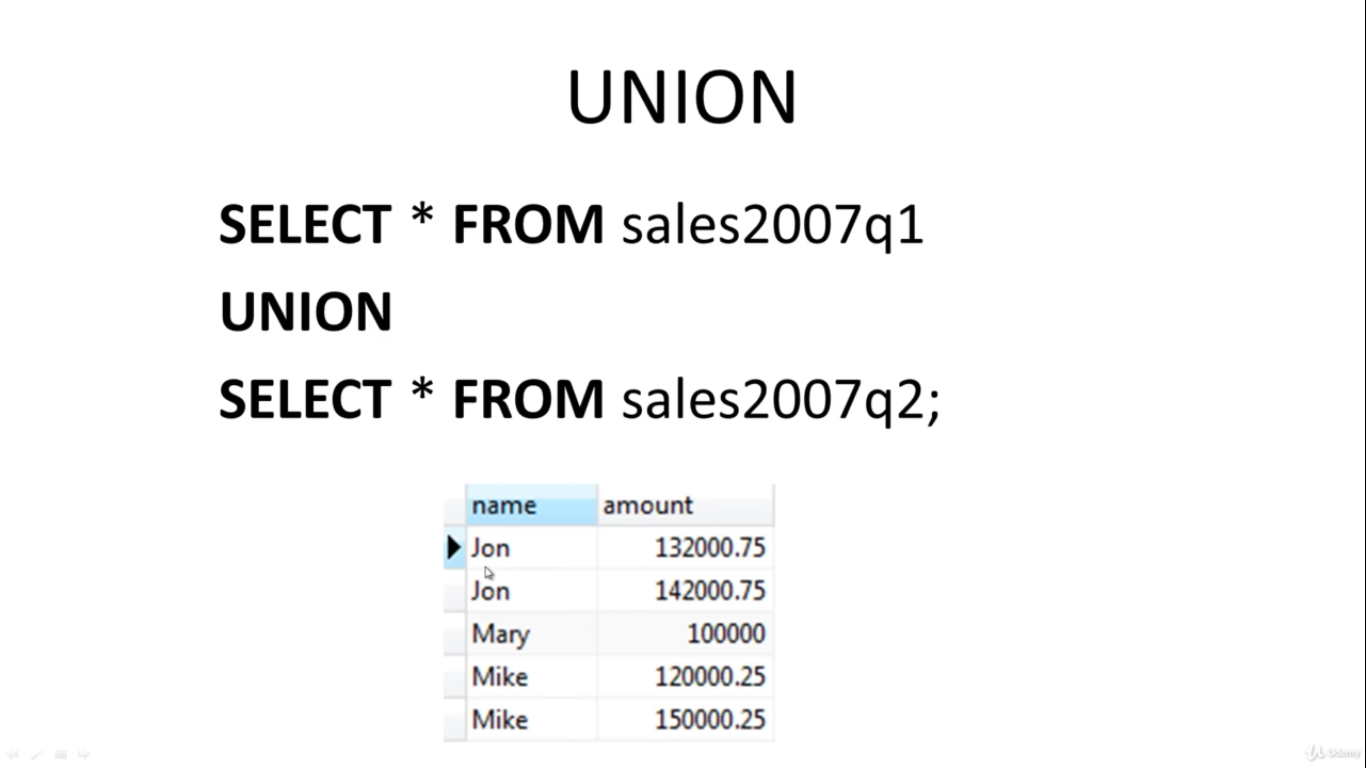 UNION
SELECT * FROM sales2007q1
UNION
SELECT * FROM sales2007q2;
name amount
Jon 132000.75
Jon 142000.75
Mary 100000
Mike 120000.25
Mike 150000.25
Udemy